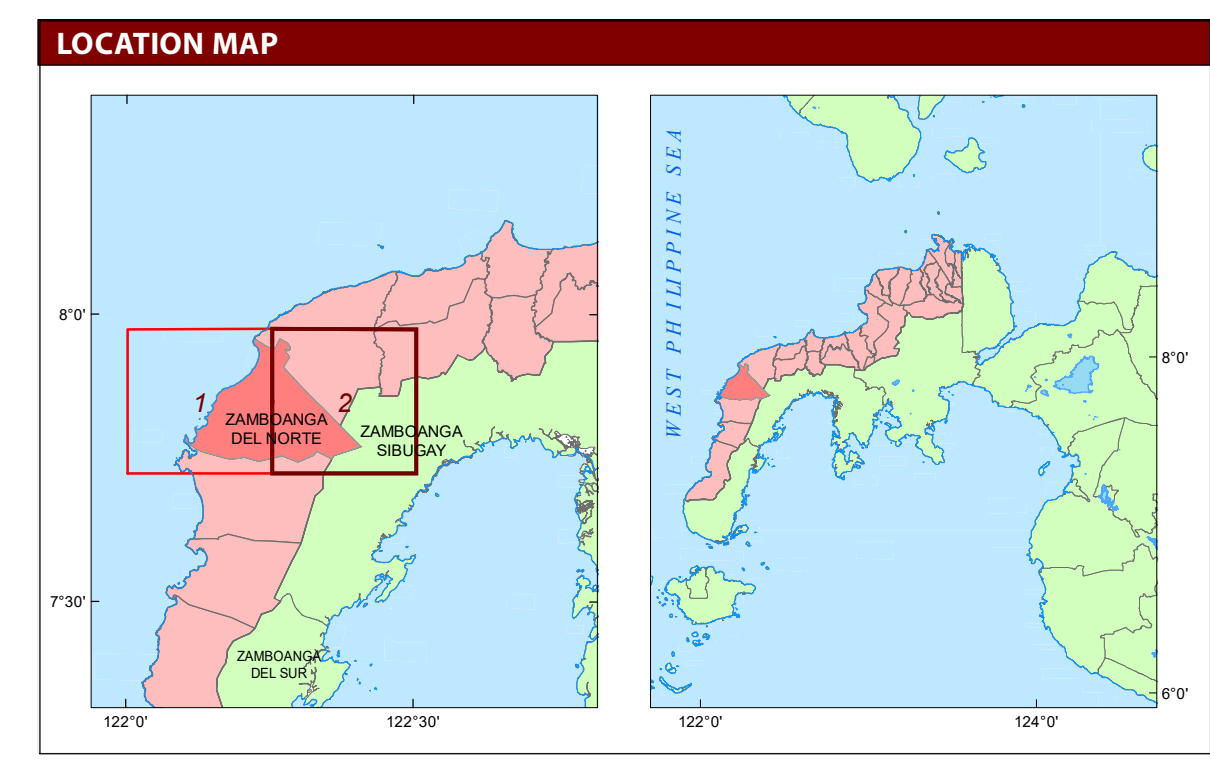 LOCATION MAP
8°0'
7°30'
122°0'
122°30'
1
2
ZAMBOANGA
DEL NORTE
ZAMBOANGA
SIBUGAY
ZAMBOANGA
DEL SUR
WEST PHILIPPINE SEA
8°0'
6°0'
122°0'
124°0'